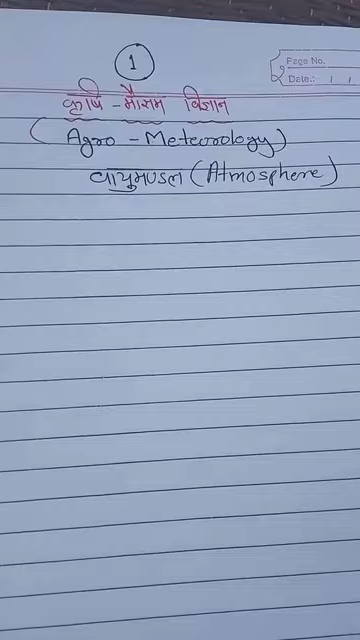 1
Page No.
Date: / /
कृषि - मौसम विज्ञान
(Agro - Meteorology)
वायुमण्डल (Atmosphere)